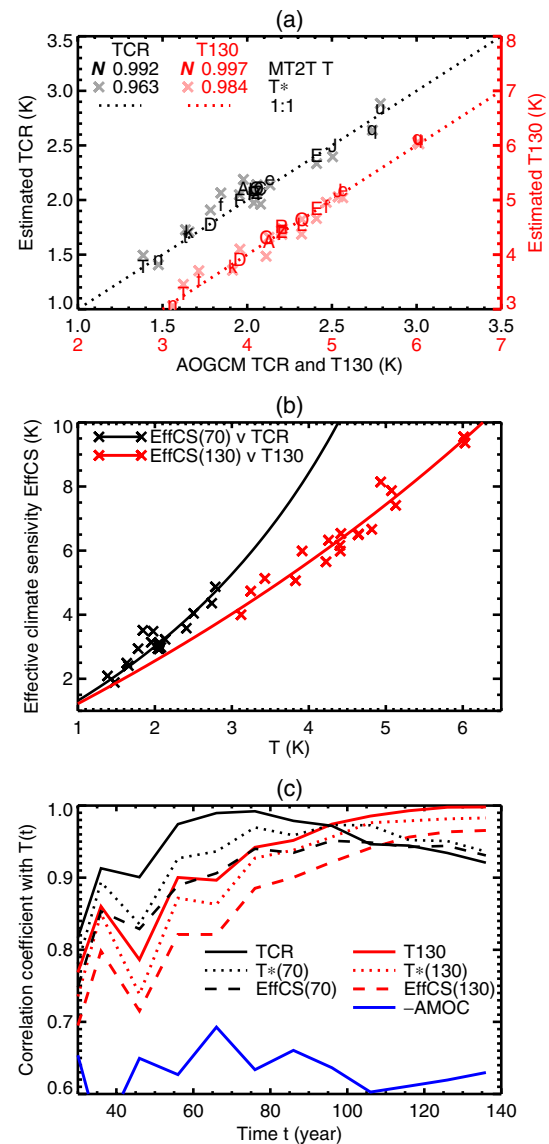 (a)
TCR T130
N 0.992 N 0.997 MT2T T
0.963 0.984 T*
1:1
Estimated TCR (K)
3.5
3.0
2.5
2.0
1.5
1.0
Estimated T130 (K)
8
7
6
5
4
3
1.0 1.5 2.0 2.5 3.0 3.5
2 3 4 5 6 7
AOGCM TCR and T130 (K)
(b)
EffCS(70) v TCR
EffCS(130) v T130
Effective climate sensivity EffCS (K)
10
8
6
4
2
1 2 3 4 5 6
T (K)
(c)
Correlation coefficient with T(t)
1.0
0.9
0.8
0.7
0.6
TCR T130
T*(70) T*(130)
EffCS(70) EffCS(130)
−AMOC
40 60 80 100 120 140
Time t (year)